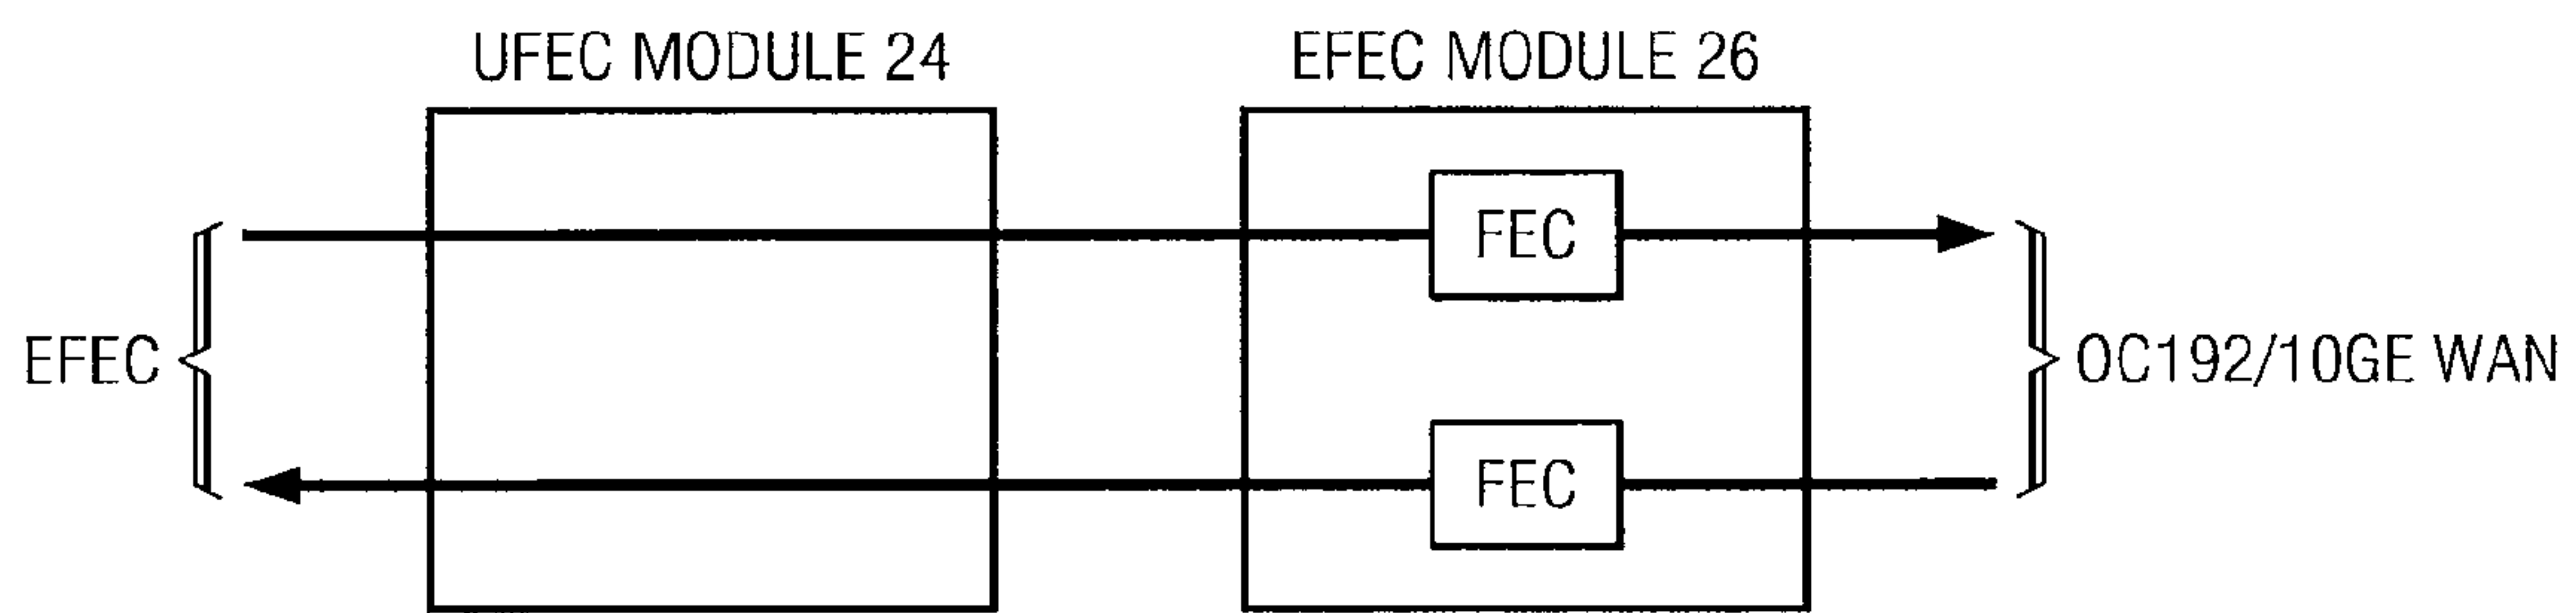 UFEC MODULE 24
EFEC MODULE 26
FEC
EFEC
OC192/10GE WAN
FEC